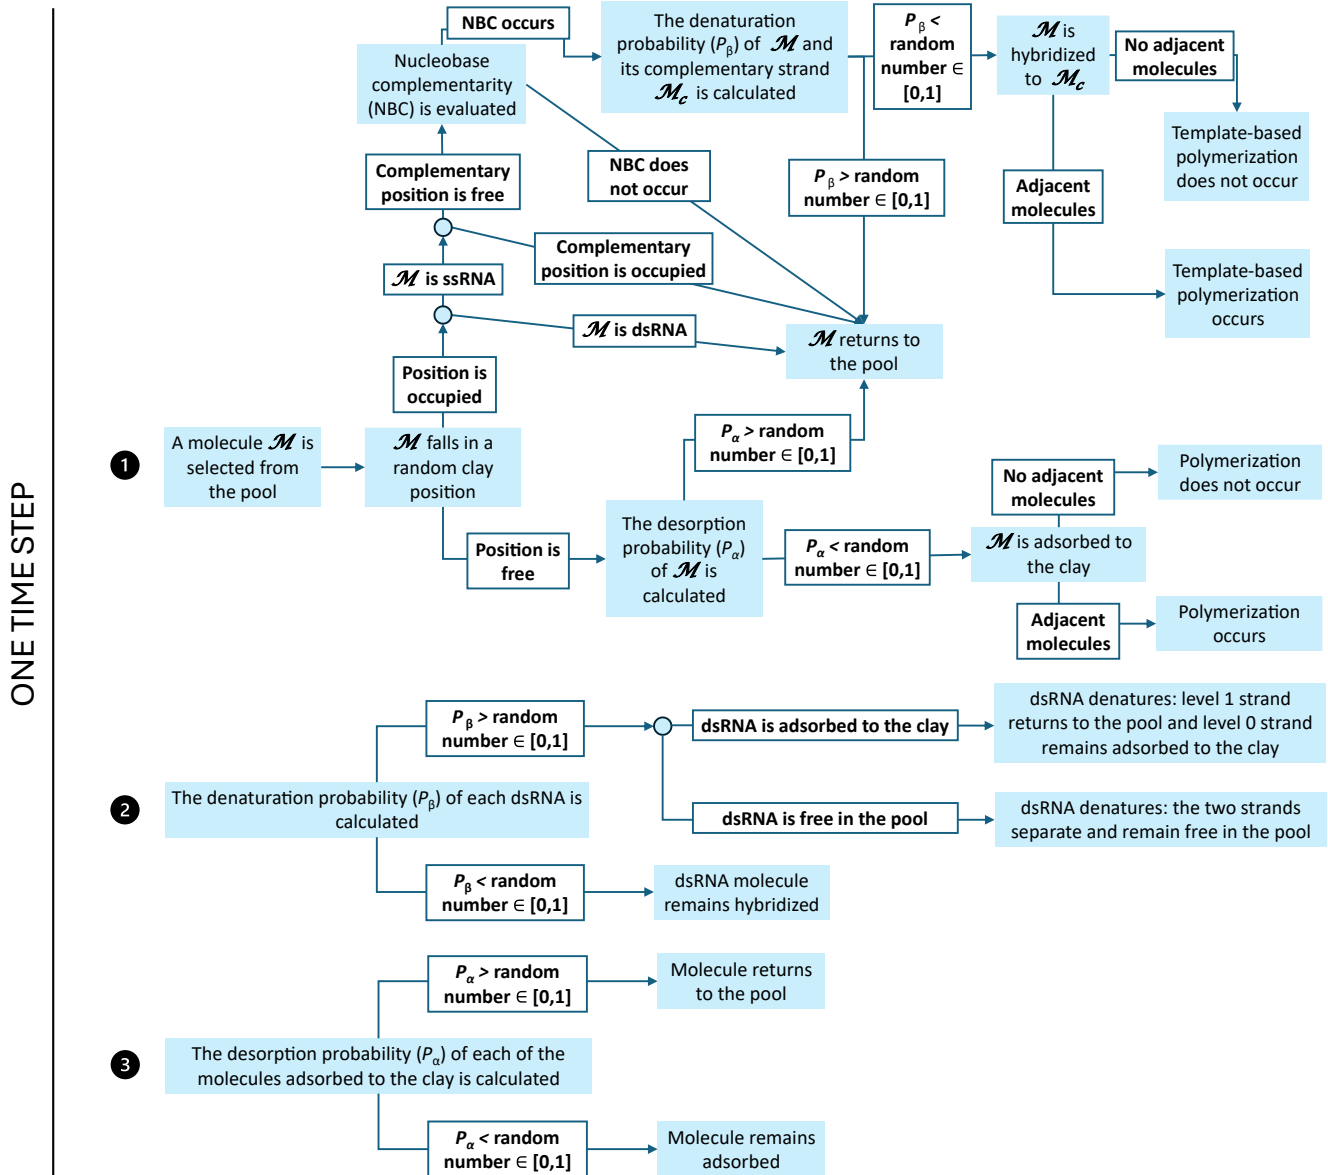 ONE TIME STEP
1
A molecule ℳ is
selected from
the pool
ℳ falls in a
random clay
position
Position is
occupied
ℳ is ssRNA
ℳ is dsRNA
Complementary
position is free
Complementary
position is occupied
Nucleobase
complementarity
(NBC) is evaluated
NBC occurs
NBC does
not occur
The denaturation
probability (Pβ) of ℳ and
its complementary strand
ℳc is calculated
Pβ <
random
number ∈
[0,1]
Pβ > random
number ∈ [0,1]
ℳ is
hybridized
to ℳc
No adjacent
molecules
Template-based
polymerization
does not occur
Adjacent
molecules
Template-based
polymerization
occurs
ℳ returns to
the pool
Position is
free
The desorption
probability (Pα)
of ℳ is
calculated
Pα > random
number ∈ [0,1]
Pα < random
number ∈ [0,1]
ℳ is adsorbed to
the clay
No adjacent
molecules
Polymerization
does not occur
Adjacent
molecules
Polymerization
occurs
2
The denaturation probability (Pβ) of each dsRNA is
calculated
Pβ > random
number ∈ [0,1]
dsRNA is adsorbed to the clay
dsRNA denatures: level 1 strand
returns to the pool and level 0 strand
remains adsorbed to the clay
dsRNA is free in the pool
dsRNA denatures: the two strands
separate and remain free in the pool
Pβ < random
number ∈ [0,1]
dsRNA molecule
remains hybridized
3
The desorption probability (Pα) of each of the
molecules adsorbed to the clay is calculated
Pα > random
number ∈ [0,1]
Molecule returns
to the pool
Pα < random
number ∈ [0,1]
Molecule remains
adsorbed